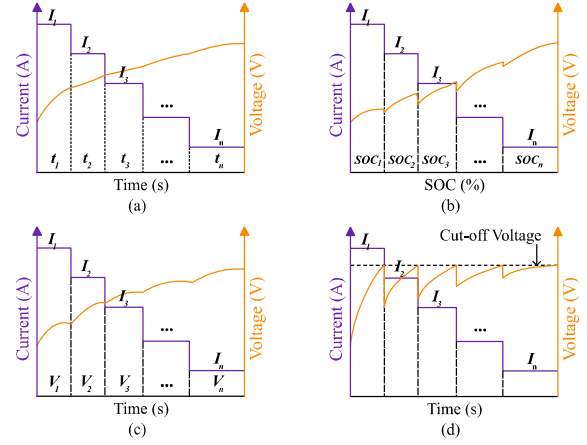 Current (A)
I1
I2
I3
...
In
t1 t2 t3 ... tn
Voltage (V)
Time (s)
(a)
Current (A)
I1
I2
I3
...
In
SOC1 SOC2 SOC3 ... SOCn
Voltage (V)
SOC (%)
(b)
Current (A)
I1
I2
I3
...
In
V1 V2 V3 ... Vn
Voltage (V)
Time (s)
(c)
Current (A)
I1
Cut-off Voltage
I2
I3
...
In
Voltage (V)
Time (s)
(d)